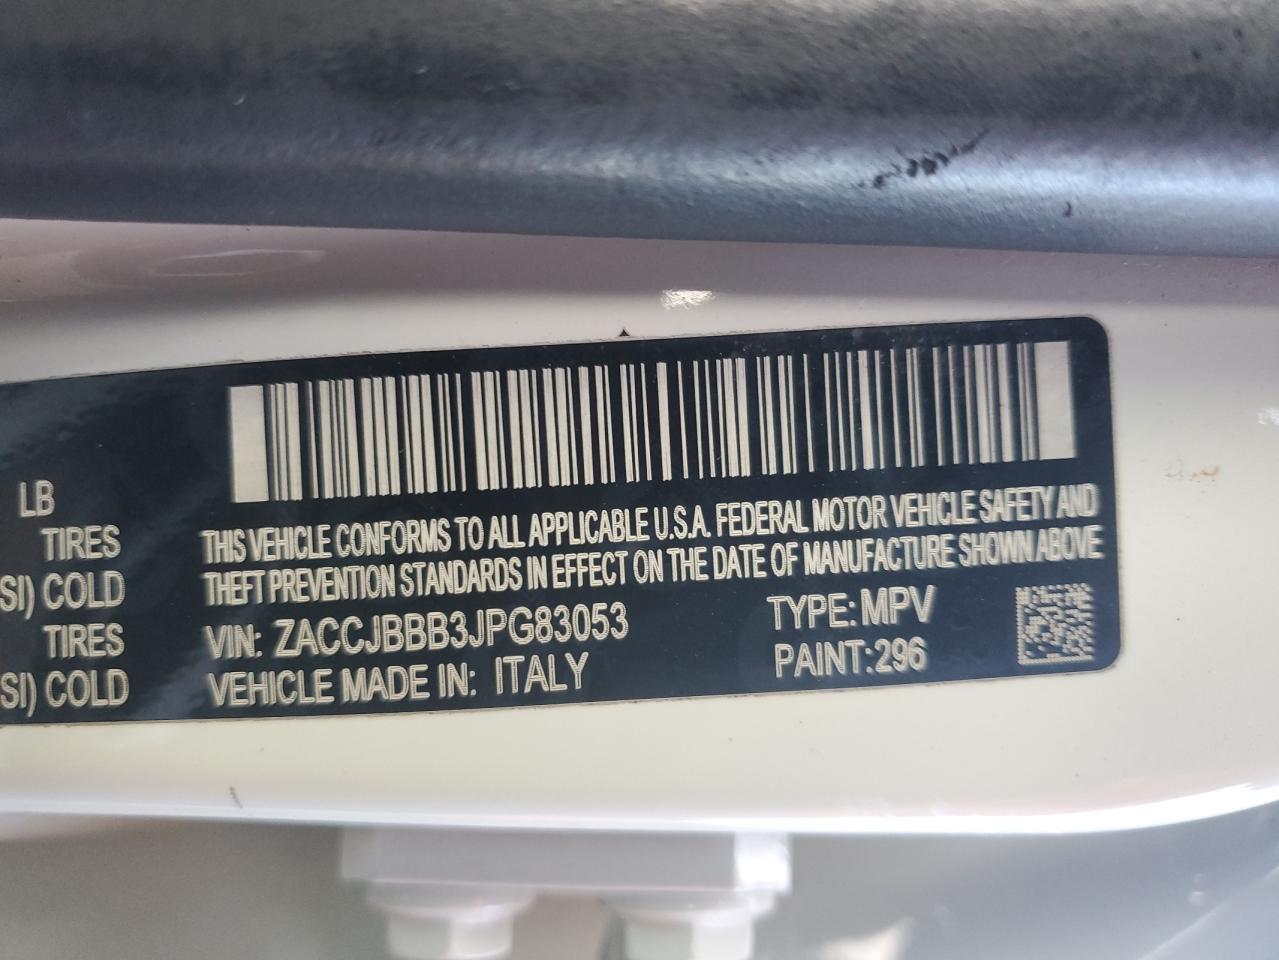 LB
TIRES
SI) COLD
TIRES
SI) COLD
THIS VEHICLE CONFORMS TO ALL APPLICABLE U.S.A. FEDERAL MOTOR VEHICLE SAFETY AND
THEFT PREVENTION STANDARDS IN EFFECT ON THE DATE OF MANUFACTURE SHOWN ABOVE
VIN: ZACCJBBB3JPG83053 TYPE: MPV
VEHICLE MADE IN: ITALY PAINT:296